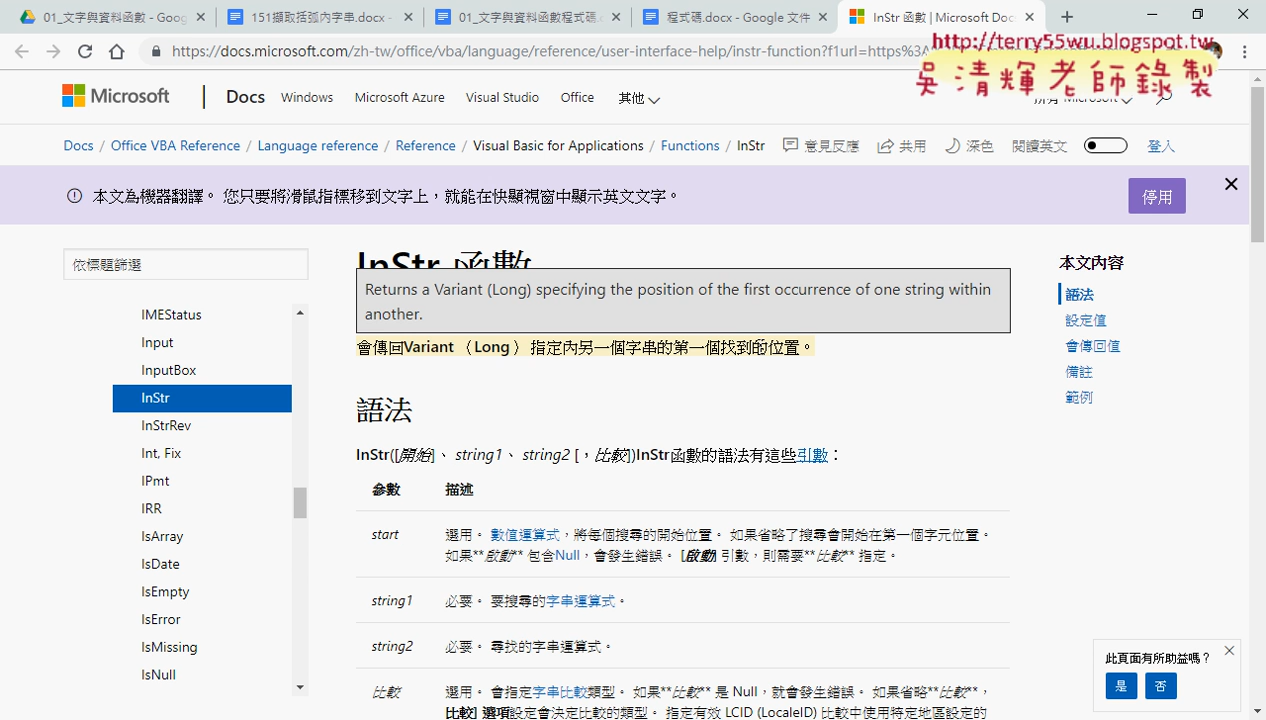 01_文字與資料函數 - Goog
151擷取括弧內字串.docx -
01_文字與資料函數程式碼.
程式碼.docx - Google 文件
InStr 函數 | Microsoft Doc
https://docs.microsoft.com/zh-tw/office/vba/language/reference/user-interface-help/instr-function?f1url=https%3A
http://terry55wu.blogspot.tw
吳清輝老師錄製
Microsoft
Docs
Windows
Microsoft Azure
Visual Studio
Office
其他
所有 Microsoft
Docs / Office VBA Reference / Language reference / Reference / Visual Basic for Applications / Functions / InStr
意見反應
共用
深色
閱讀英文
登入
本文為機器翻譯。 您只要將滑鼠指標移到文字上，就能在快顯視窗中顯示英文文字。
停用
依標題篩選
IMEStatus
Input
InputBox
InStr
InStrRev
Int, Fix
IPmt
IRR
IsArray
IsDate
IsEmpty
IsError
IsMissing
IsNull
InStr 函數
Returns a Variant (Long) specifying the position of the first occurrence of one string within
another.
會傳回Variant （Long） 指定內另一個字串的第一個找到的位置。
語法
InStr([開始]、 string1、 string2 [，比較])InStr函數的語法有這些引數：
參數 描述
start 選用。 數值運算式，將每個搜尋的開始位置。 如果省略了搜尋會開始在第一個字元位置。
如果**啟動** 包含Null，會發生錯誤。 [啟動] 引數，則需要**比較** 指定。
string1 必要。 要搜尋的字串運算式。
string2 必要。 尋找的字串運算式。
比較 選用。 會指定字串比較類型。 如果**比較** 是 Null，就會發生錯誤。 如果省略**比較**，
比較] 選項設定會決定比較的類型。 指定有效 LCID (LocaleID) 比較中使用特定地區設定的
本文內容
語法
設定值
會傳回值
備註
範例
此頁面有所助益嗎？
是
否